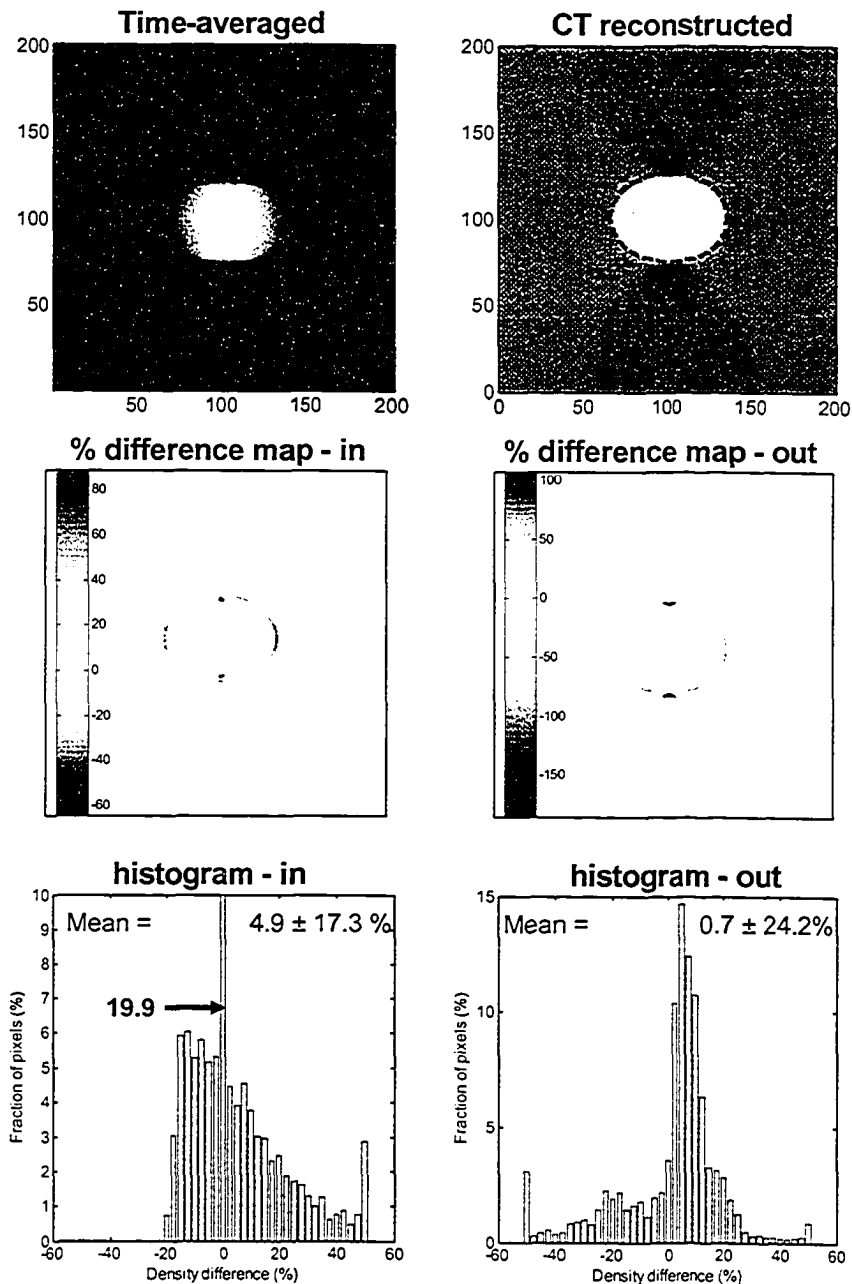 Time-averaged
CT reconstructed
200
150
100
50
50 100 150 200
200
150
100
50
0
0 50 100 150 200
% difference map - in
% difference map - out
80
60
40
20
0
-20
-40
-60
100
50
0
-50
-100
-150
histogram - in
histogram - out
Mean = 4.9 ± 17.3 %
19.9
Fraction of pixels (%)
10
9
8
7
6
5
4
3
2
1
0
-60 -40 -20 0 20 40 60
Density difference (%)
Mean = 0.7 ± 24.2%
Fraction of pixels (%)
15
10
5
0
-60 -40 -20 0 20 40 60
Density difference (%)